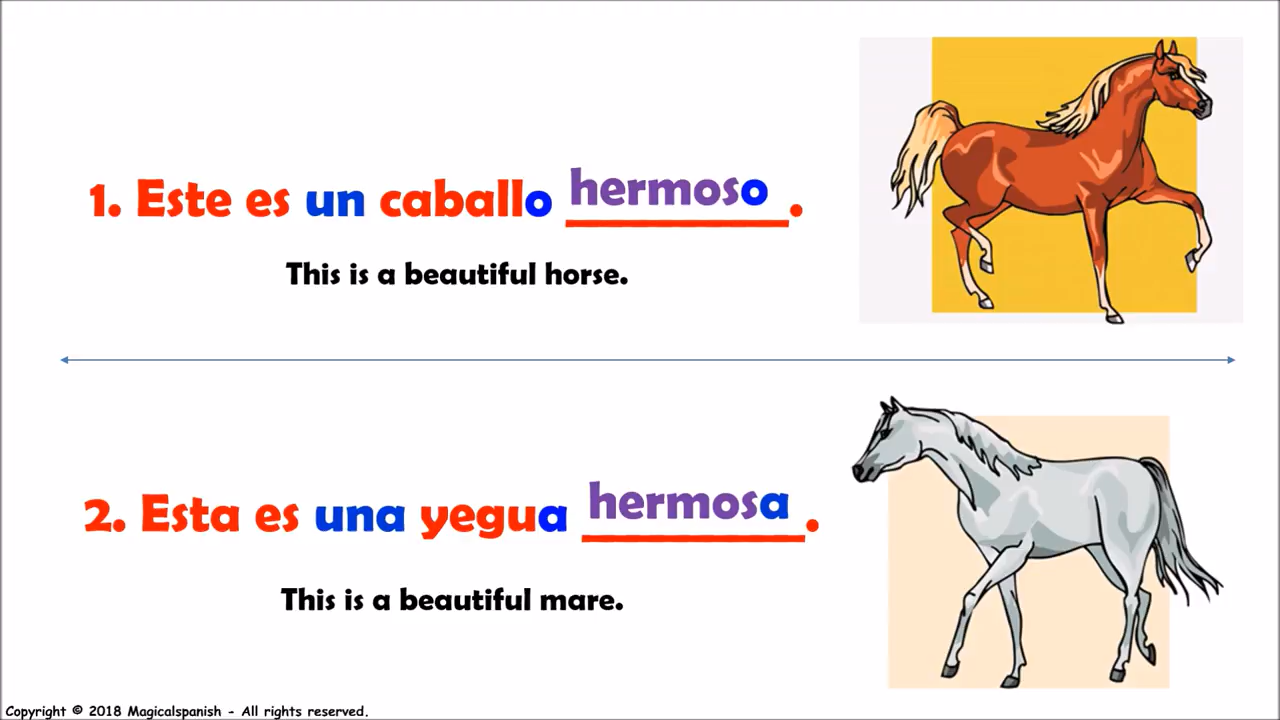 1. Este es un caballo hermoso.
This is a beautiful horse.
2. Esta es una yegua hermosa.
This is a beautiful mare.
Copyright © 2018 Magicalspanish - All rights reserved.